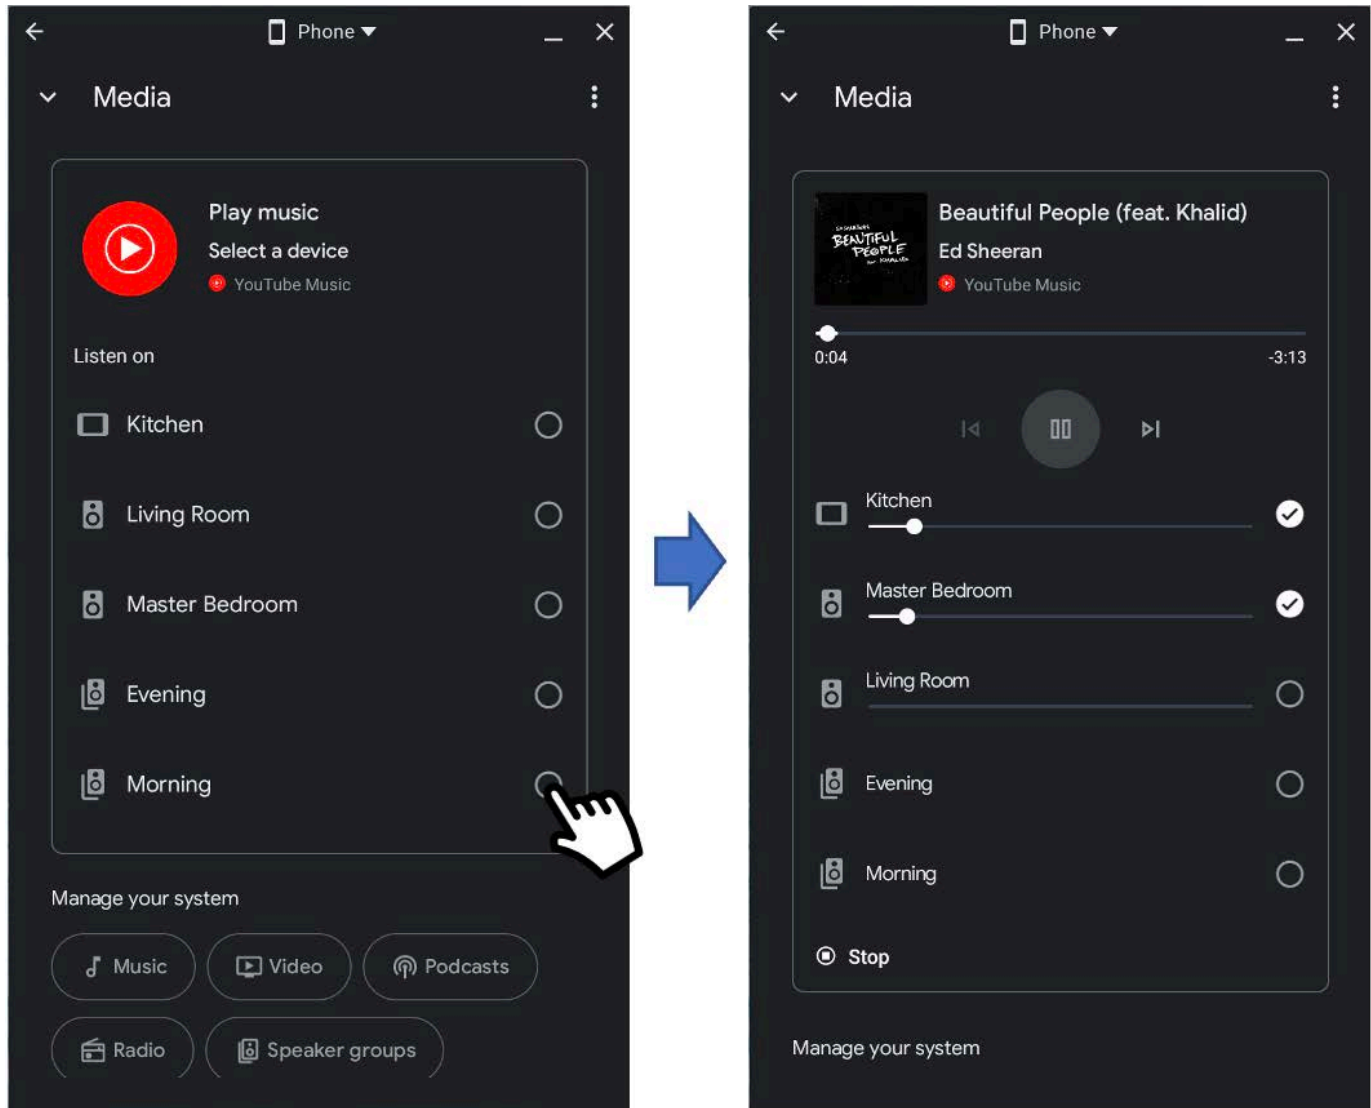 Phone
Media
Play music
Select a device
YouTube Music
Listen on
Kitchen
Living Room
Master Bedroom
Evening
Morning
Manage your system
Music
Video
Podcasts
Radio
Speaker groups
Phone
Media
BEAUTIFUL
PEOPLE
Beautiful People (feat. Khalid)
Ed Sheeran
YouTube Music
0:04
-3:13
Kitchen
Master Bedroom
Living Room
Evening
Morning
Stop
Manage your system